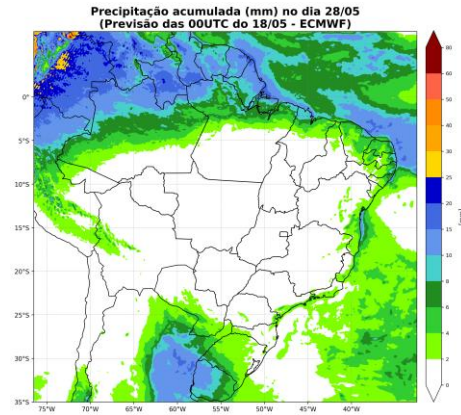 Precipitação acumulada (mm) no dia 28/05
(Previsão das 00UTC do 18/05 - ECMWF)
0°
5°S
10°S
15°S
20°S
25°S
30°S
35°S
75°W
70°W
65°W
60°W
55°W
50°W
45°W
40°W
80
60
50
40
30
25
20
15
10
8
6
4
2
0